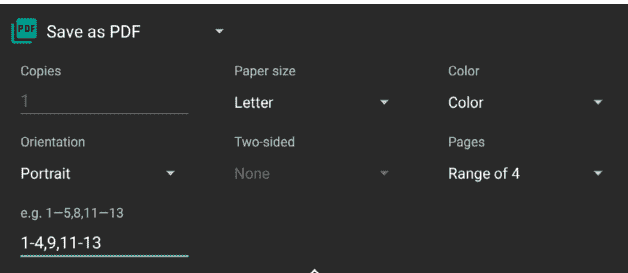 PDF Save as PDF
Copies Paper size Color
1 Letter Color
Orientation Two-sided Pages
Portrait None Range of 4
e.g. 1—5,8,11—13
1-4,9,11-13